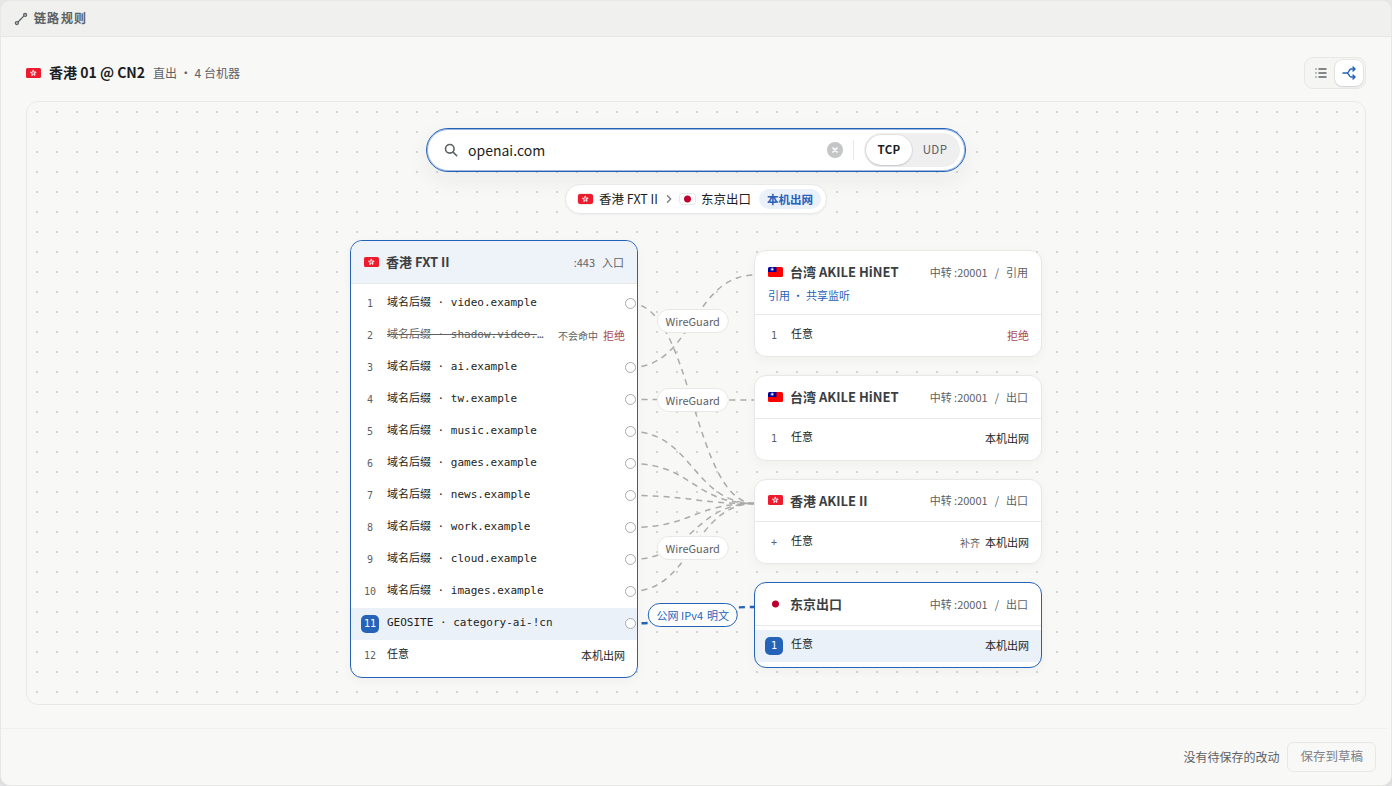 链路规则
香港 01 @ CN2 直出 · 4 台机器
openai.com TCP UDP
香港 FXT II > 东京出口 本机出网
香港 FXT II :443 入口
1 域名后缀 · video.example
2 域名后缀 · shadow.video.… 不会命中 拒绝
3 域名后缀 · ai.example
4 域名后缀 · tw.example
5 域名后缀 · music.example
6 域名后缀 · games.example
7 域名后缀 · news.example
8 域名后缀 · work.example
9 域名后缀 · cloud.example
10 域名后缀 · images.example
11 GEOSITE · category-ai-!cn
12 任意 本机出网
WireGuard
WireGuard
WireGuard
公网 IPv4 明文
台湾 AKILE HiNET 中转 :20001 / 引用
引用 · 共享监听
1 任意 拒绝
台湾 AKILE HiNET 中转 :20001 / 出口
1 任意 本机出网
香港 AKILE II 中转 :20001 / 出口
+ 任意 补齐 本机出网
东京出口 中转 :20001 / 出口
1 任意 本机出网
没有待保存的改动 保存到草稿